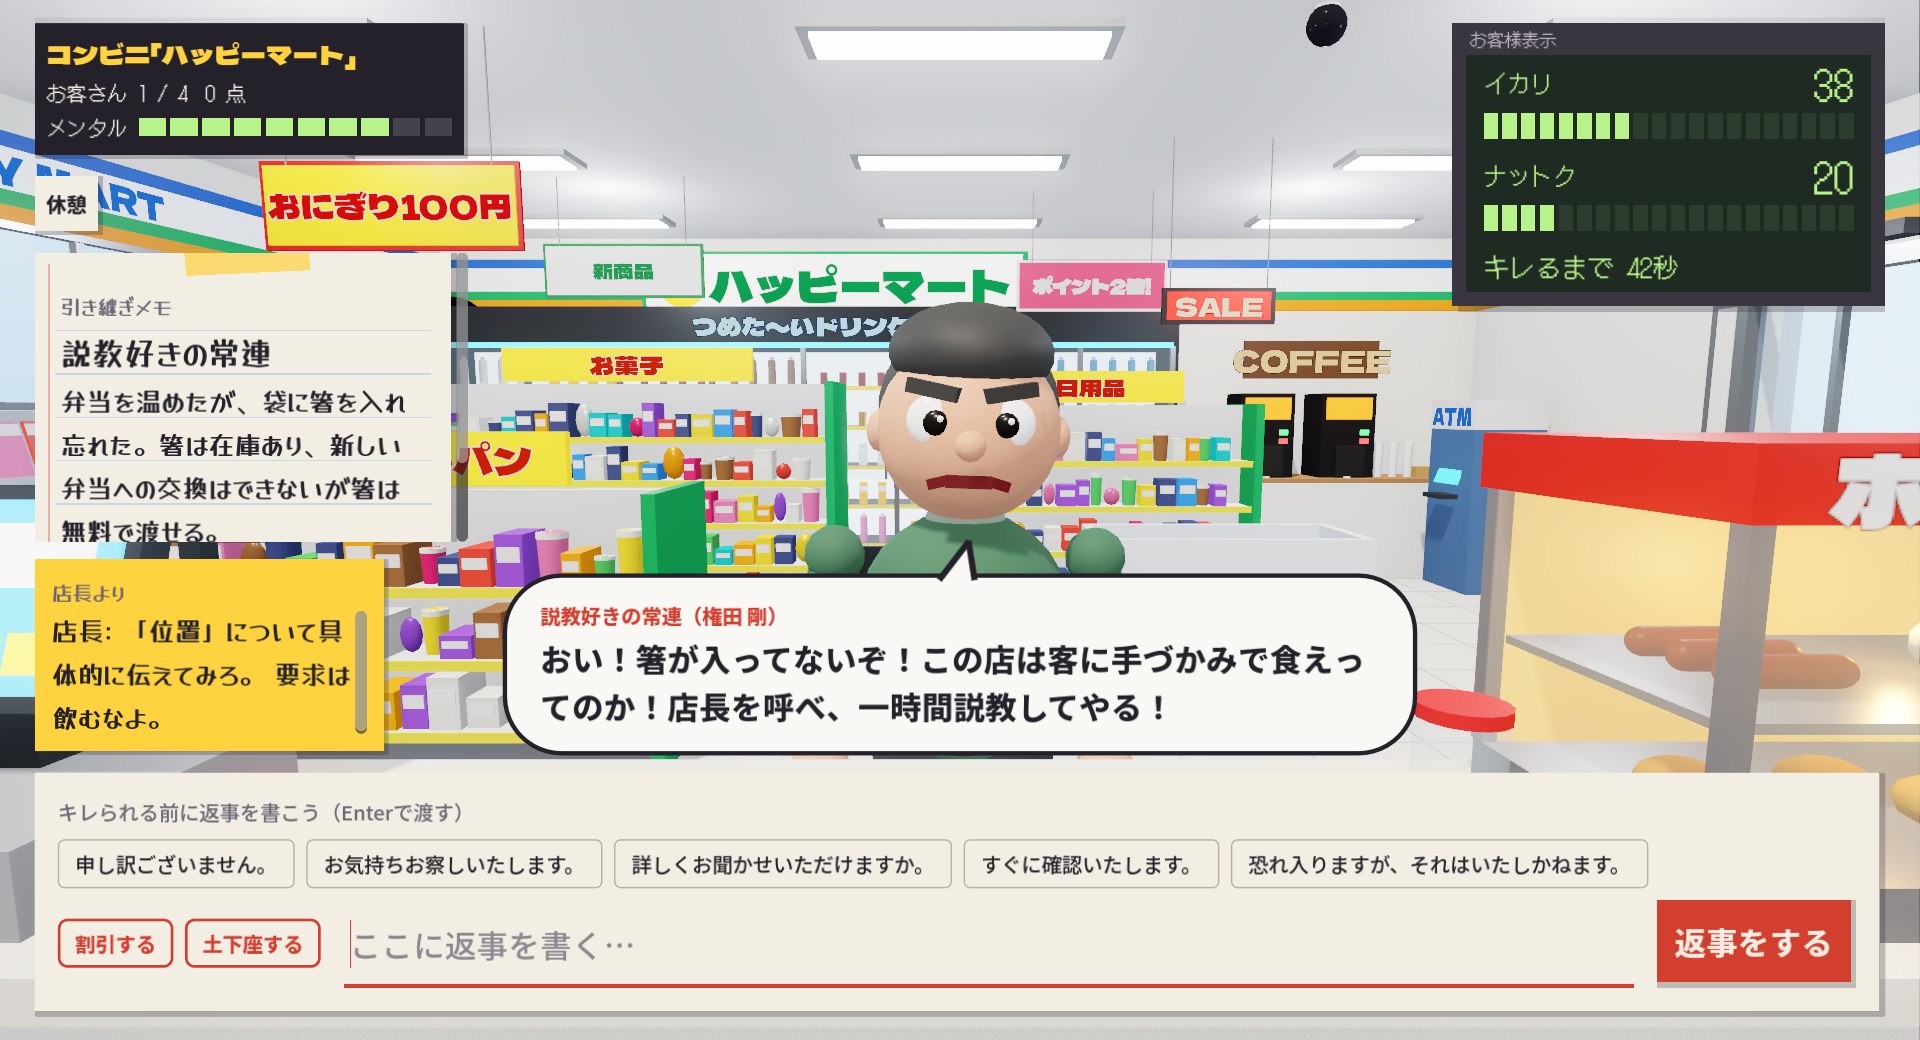 コンビニ「ハッピーマート」
お客さん 1/40点
メンタル
お客様表示
イカリ 38
ナットク 20
キレるまで 42秒
休憩
ART
おにぎり100円
新商品
ハッピーマート
ポイント2倍!
SALE
つめた〜いドリンク
お菓子
日用品
COFFEE
ATM
パン
ホ
引き継ぎメモ
説教好きの常連
弁当を温めたが、袋に箸を入れ
忘れた。箸は在庫あり、新しい
弁当への交換はできないが箸は
無料で渡せる。
店長より
店長: 「位置」について具
体的に伝えてみろ。 要求は
飲むなよ。
説教好きの常連（権田 剛）
おい！箸が入ってないぞ！この店は客に手づかみで食えっ
てのか！店長を呼べ、一時間説教してやる！
キレられる前に返事を書こう（Enterで渡す）
申し訳ございません。
お気持ちお察しいたします。
詳しくお聞かせいただけますか。
すぐに確認いたします。
恐れ入りますが、それはいたしかねます。
割引する
土下座する
ここに返事を書く…
返事をする